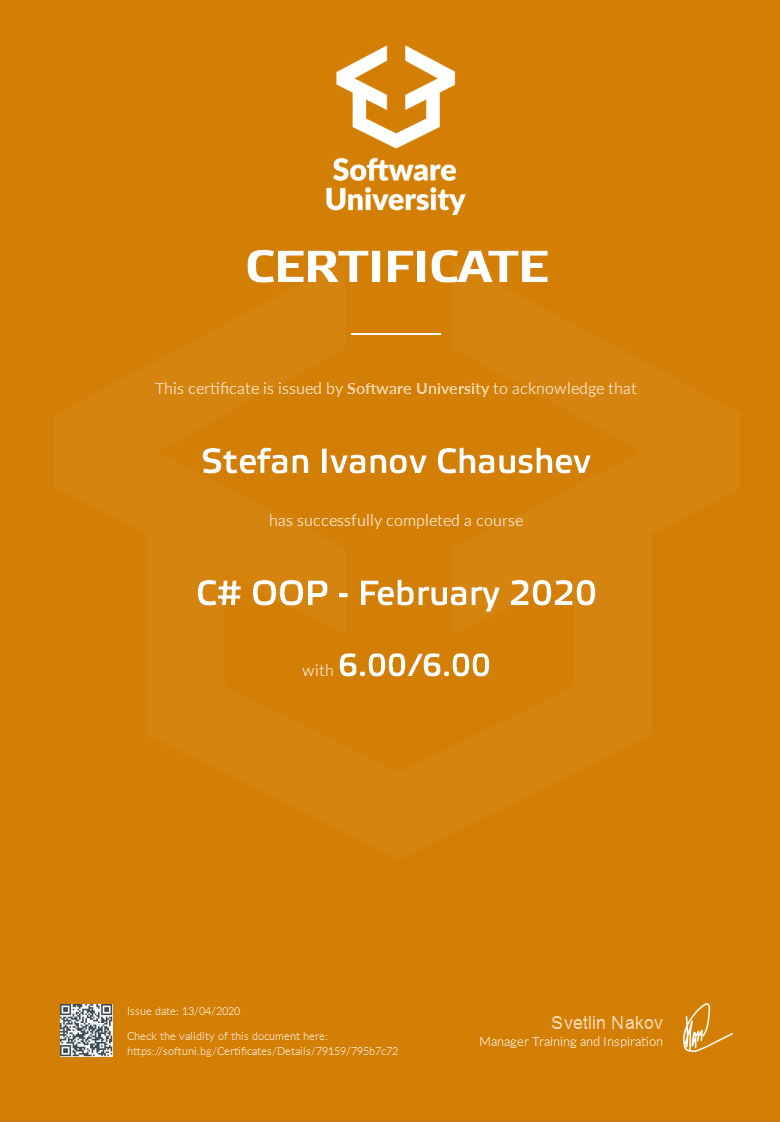 Software
University
CERTIFICATE
This certificate is issued by Software University to acknowledge that
Stefan Ivanov Chaushev
has successfully completed a course
C# OOP - February 2020
with 6.00/6.00
Issue date: 13/04/2020
Check the validity of this document here:
https://softuni.bg/Certificates/Details/79159/795b7c72
Svetlin Nakov
Manager Training and Inspiration